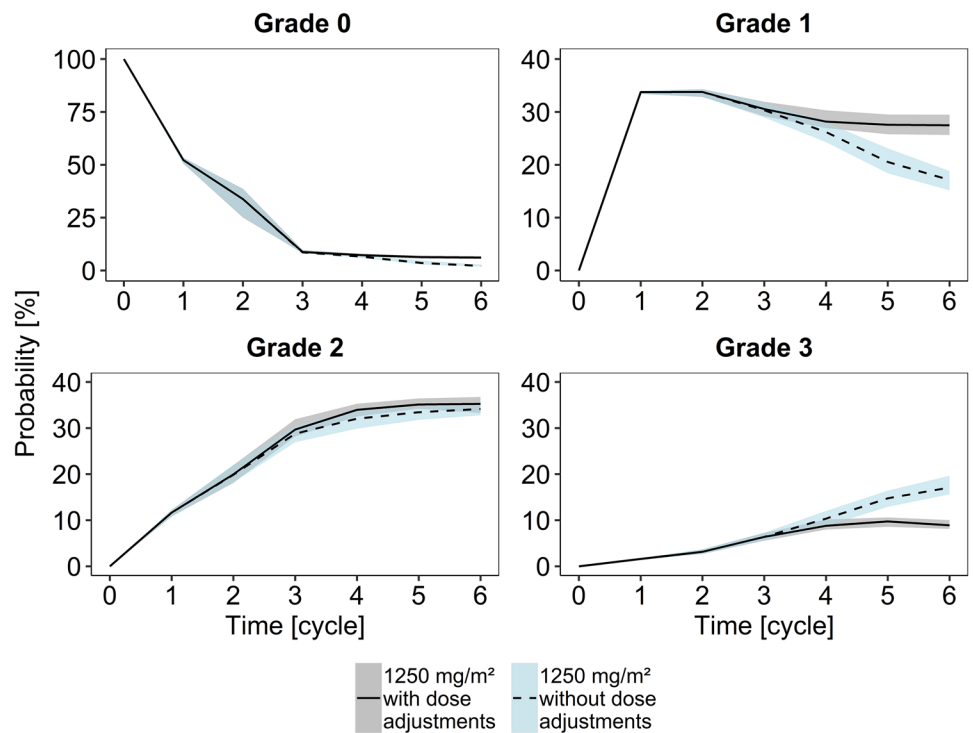 Grade 0
Grade 1
100
75
50
25
0
0 1 2 3 4 5 6
40
30
20
10
0
0 1 2 3 4 5 6
Probability [%]
Grade 2
Grade 3
40
30
20
10
0
0 1 2 3 4 5 6
Time [cycle]
40
30
20
10
0
0 1 2 3 4 5 6
Time [cycle]
1250 mg/m²
with dose
adjustments
1250 mg/m²
without dose
adjustments